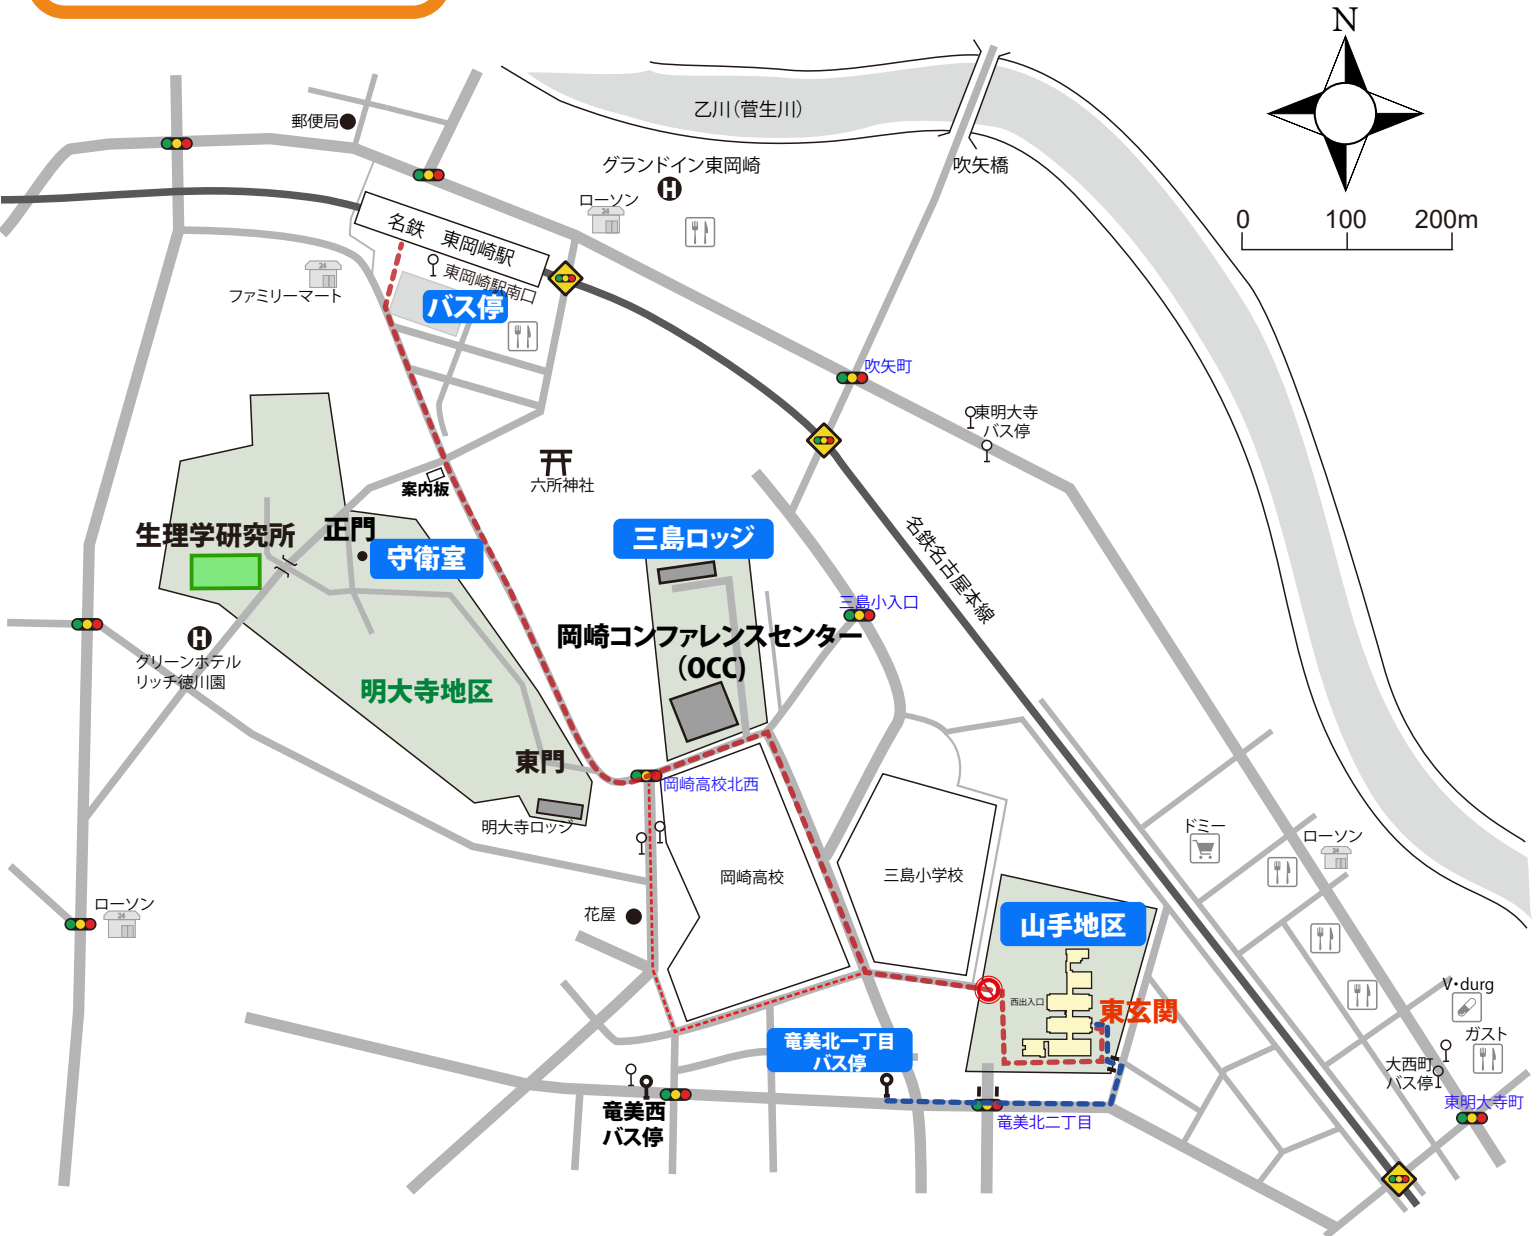 N
0 100 200m
乙川（菅生川）
郵便局
グランドイン東岡崎
H
吹矢橋
ローソン
24
名鉄 東岡崎駅
東岡崎駅南口
バス停
24
ファミリーマート
吹矢町
東明大寺
バス停
案内板
六所神社
生理学研究所
正門
守衛室
三島ロッジ
名鉄名古屋本線
三島小入口
岡崎コンファレンスセンター
（OCC)
H
グリーンホテル
リッチ徳川園
明大寺地区
東門
岡崎高校北西
明大寺ロッジ
ドミー
ローソン
24
岡崎高校
三島小学校
花屋
ローソン
24
山手地区
西出入口
東玄関
V・durg
ガスト
竜美北一丁目
バス停
大西町
バス停
東明大寺町
竜美西
バス停
竜美北二丁目